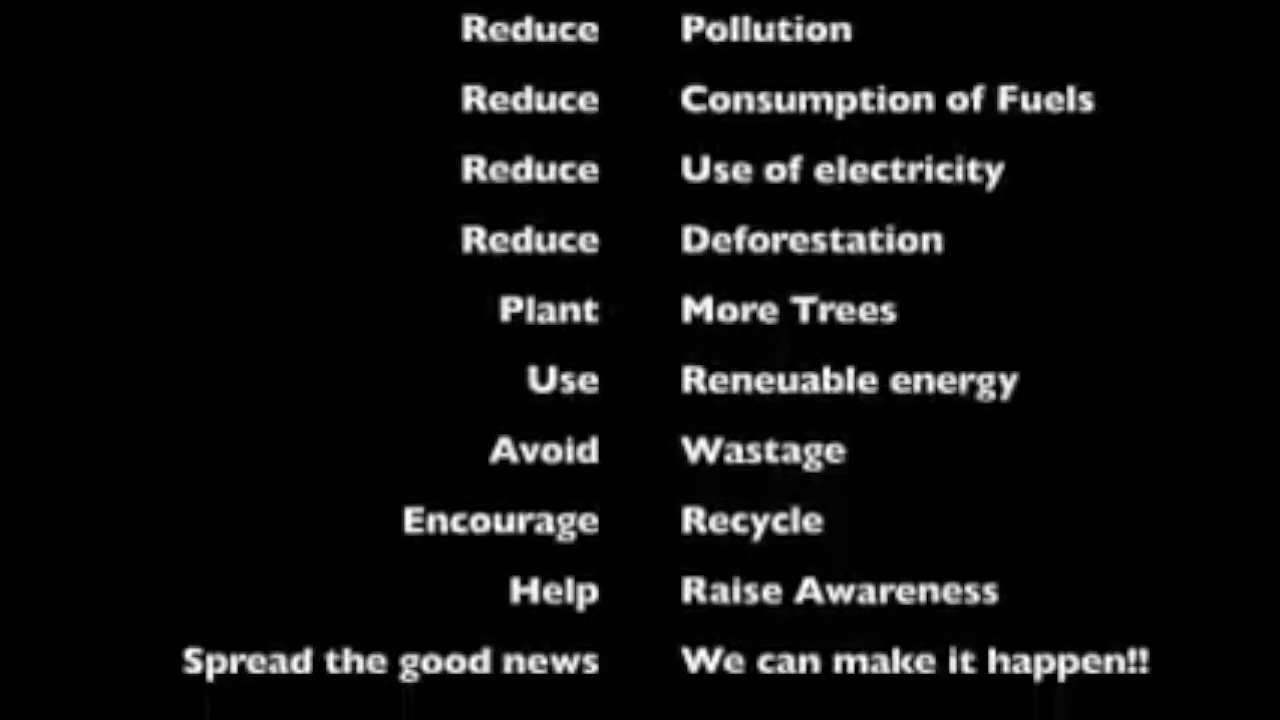 Reduce Pollution
Reduce Consumption of Fuels
Reduce Use of electricity
Reduce Deforestation
Plant More Trees
Use Reneuable energy
Avoid Wastage
Encourage Recycle
Help Raise Awareness
Spread the good news We can make it happen!!